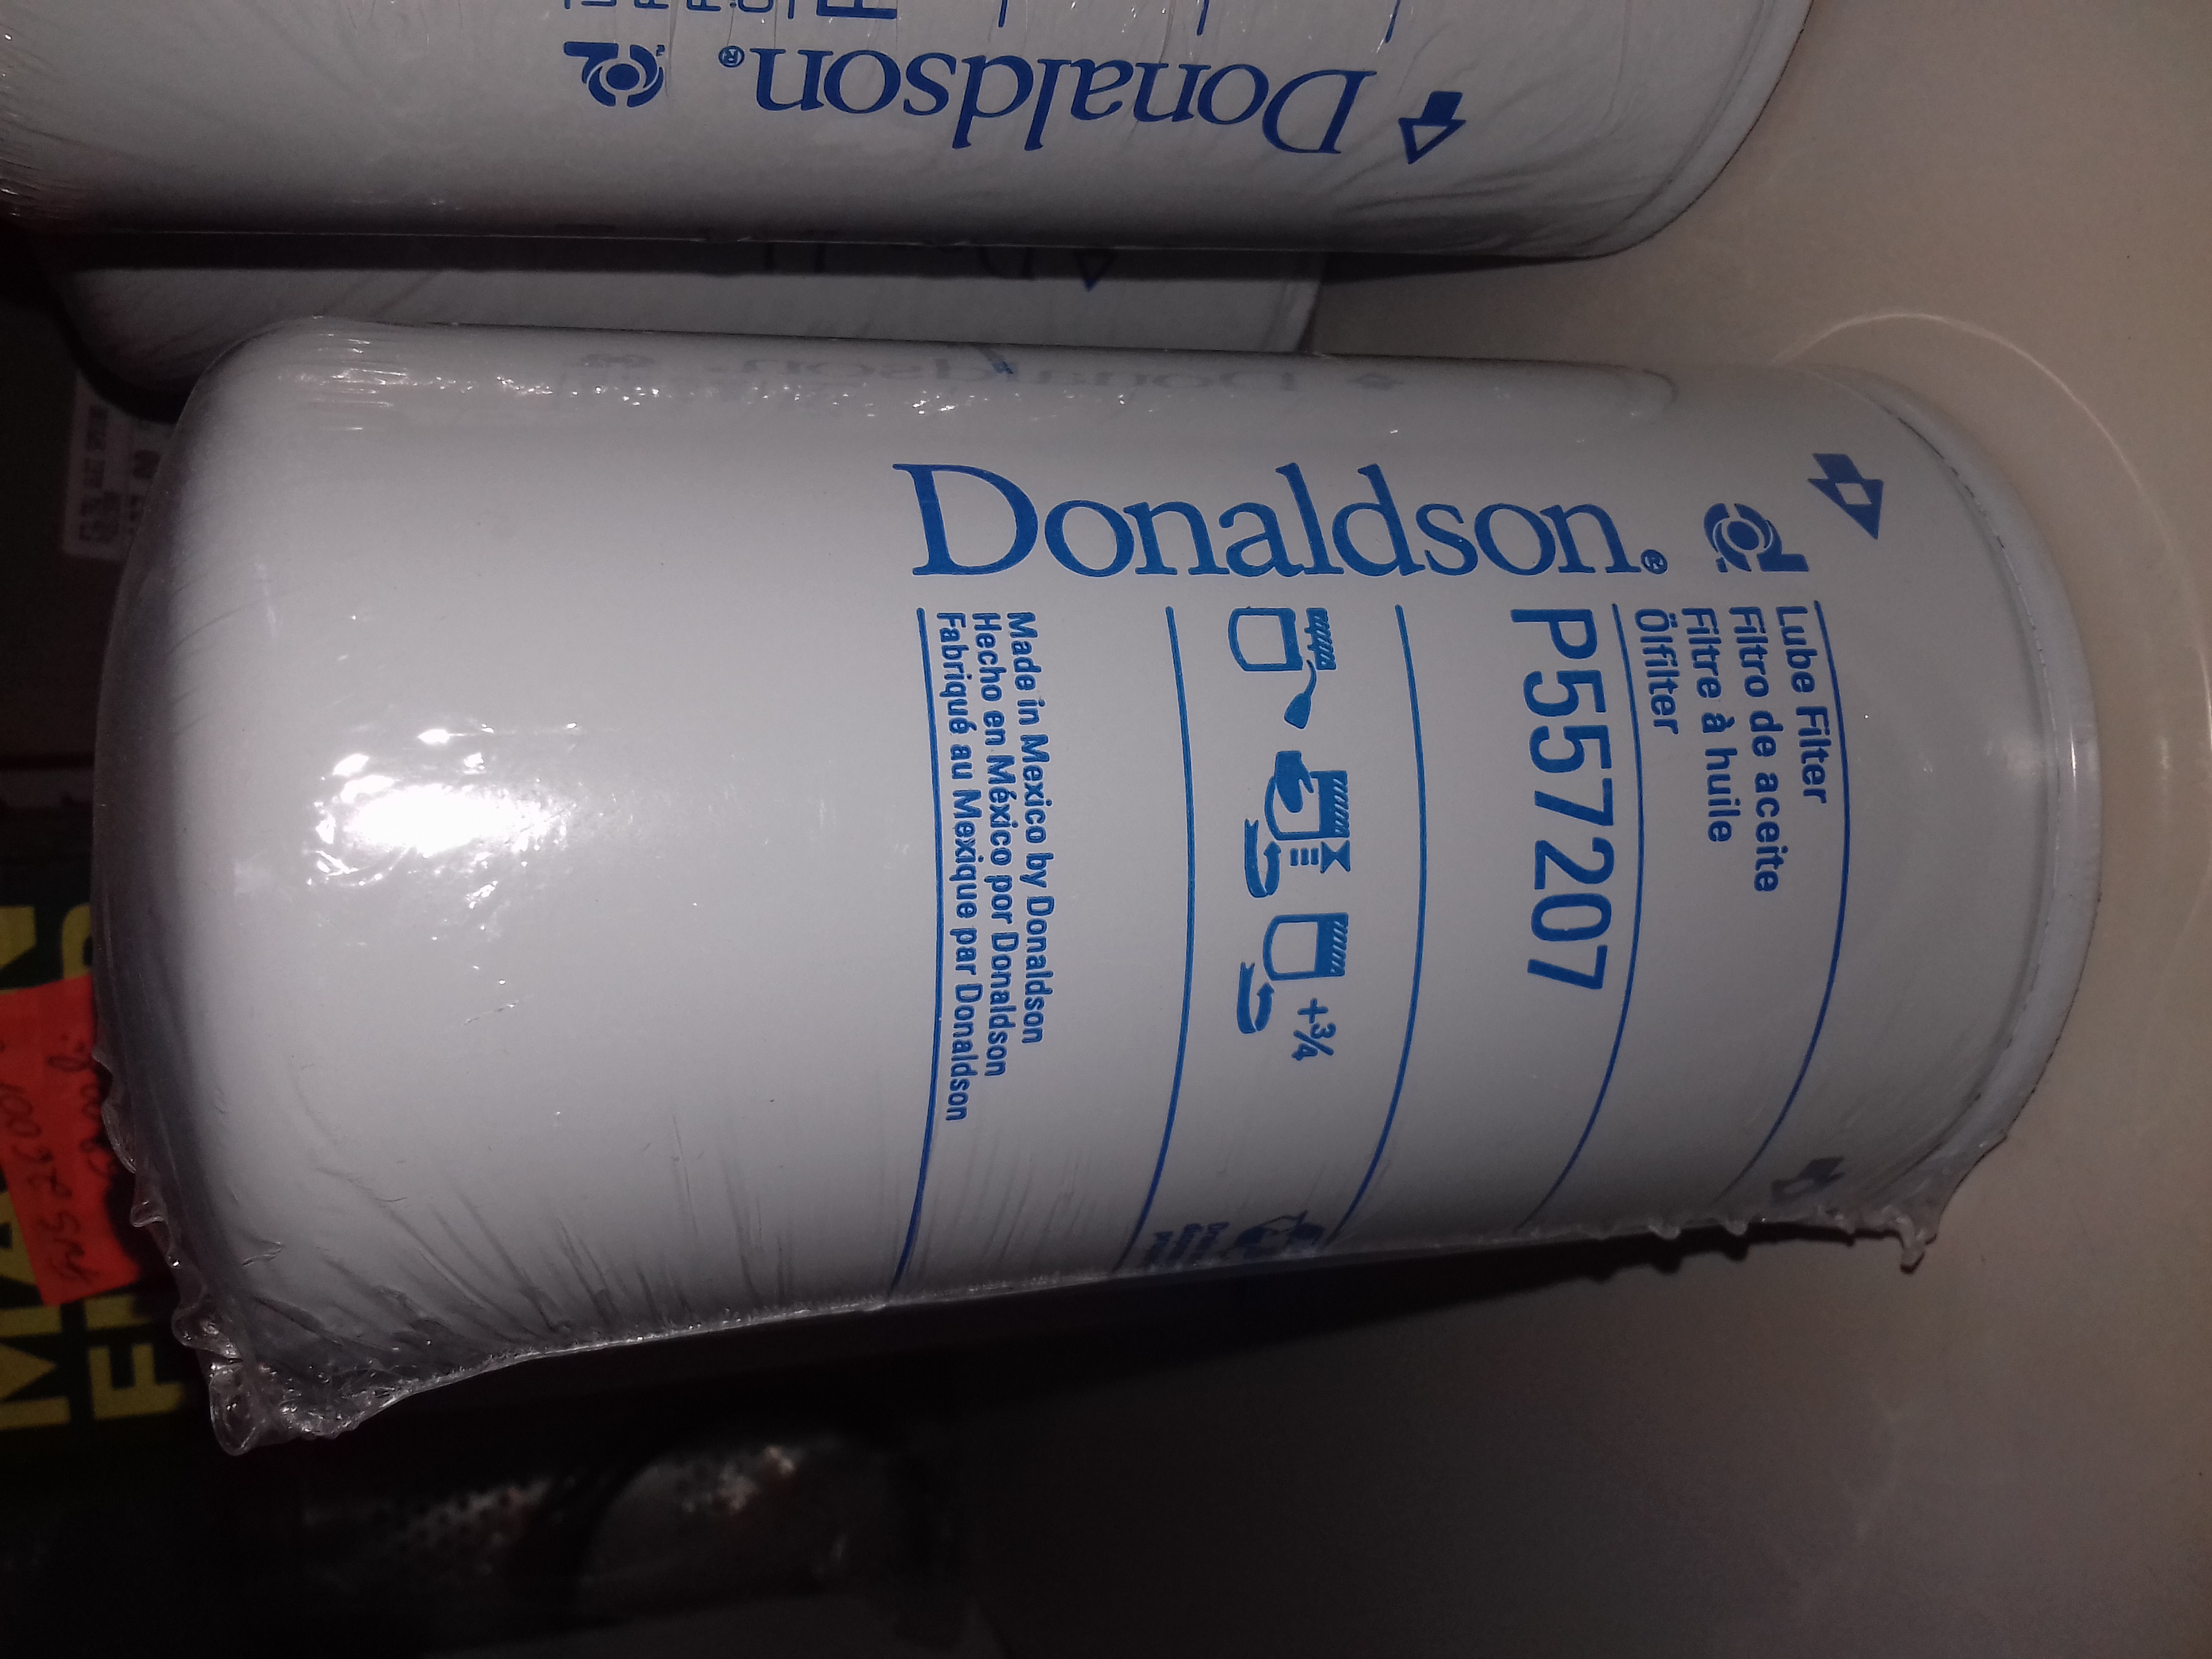 Donaldson®
Lube Filter
Filtro de aceite
Filtre à huile
Ölfilter
P557207
+¾
Made in Mexico by Donaldson
Hecho en México por Donaldson
Fabriqué au Mexique par Donaldson
Donaldson®
Donaldson